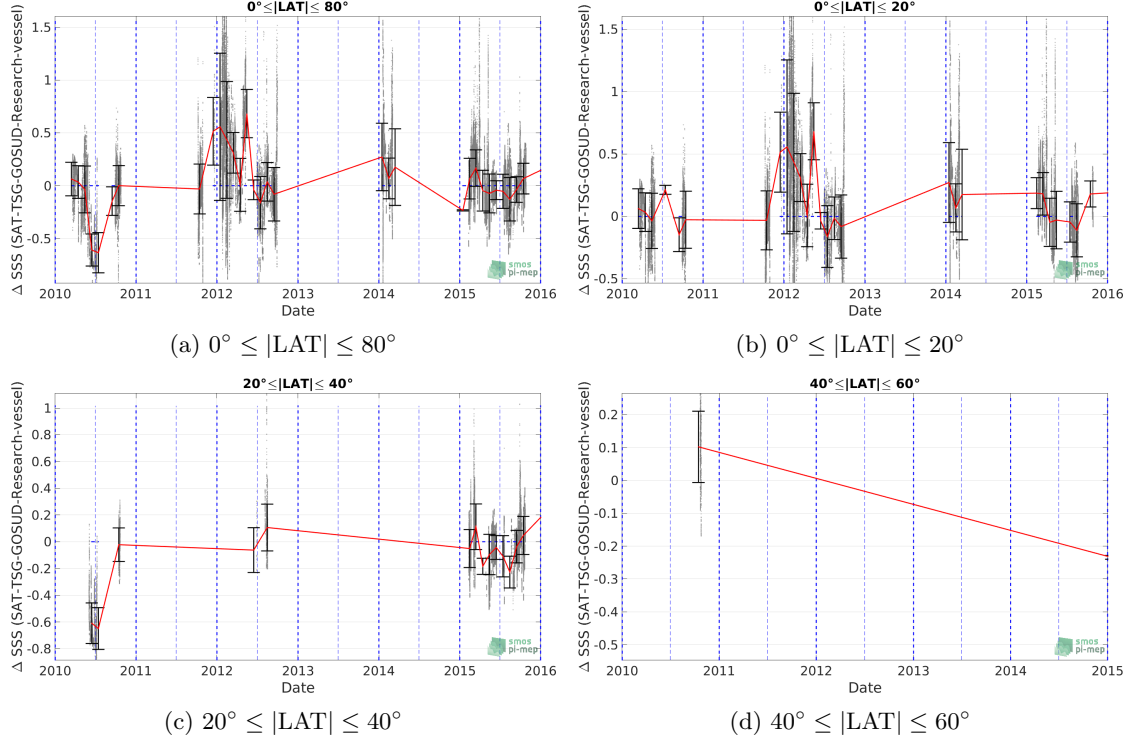 0°≤|LAT|≤ 80°
Δ SSS (SAT-TSG-GOSUD-Research-vessel)
1.5
1
0.5
0
-0.5
2010 2011 2012 2013 2014 2015 2016
Date
smos
pi-mep
(a) 0° ≤ |LAT| ≤ 80°
0°≤|LAT|≤ 20°
Δ SSS (SAT-TSG-GOSUD-Research-vessel)
1.5
1
0.5
0
-0.5
2010 2011 2012 2013 2014 2015 2016
Date
smos
pi-mep
(b) 0° ≤ |LAT| ≤ 20°
20°≤|LAT|≤ 40°
Δ SSS (SAT-TSG-GOSUD-Research-vessel)
1
0.8
0.6
0.4
0.2
0
-0.2
-0.4
-0.6
-0.8
2010 2011 2012 2013 2014 2015 2016
Date
smos
pi-mep
(c) 20° ≤ |LAT| ≤ 40°
40°≤|LAT|≤ 60°
Δ SSS (SAT-TSG-GOSUD-Research-vessel)
0.2
0.1
0
-0.1
-0.2
-0.3
-0.4
-0.5
2010 2011 2012 2013 2014 2015
Date
smos
pi-mep
(d) 40° ≤ |LAT| ≤ 60°